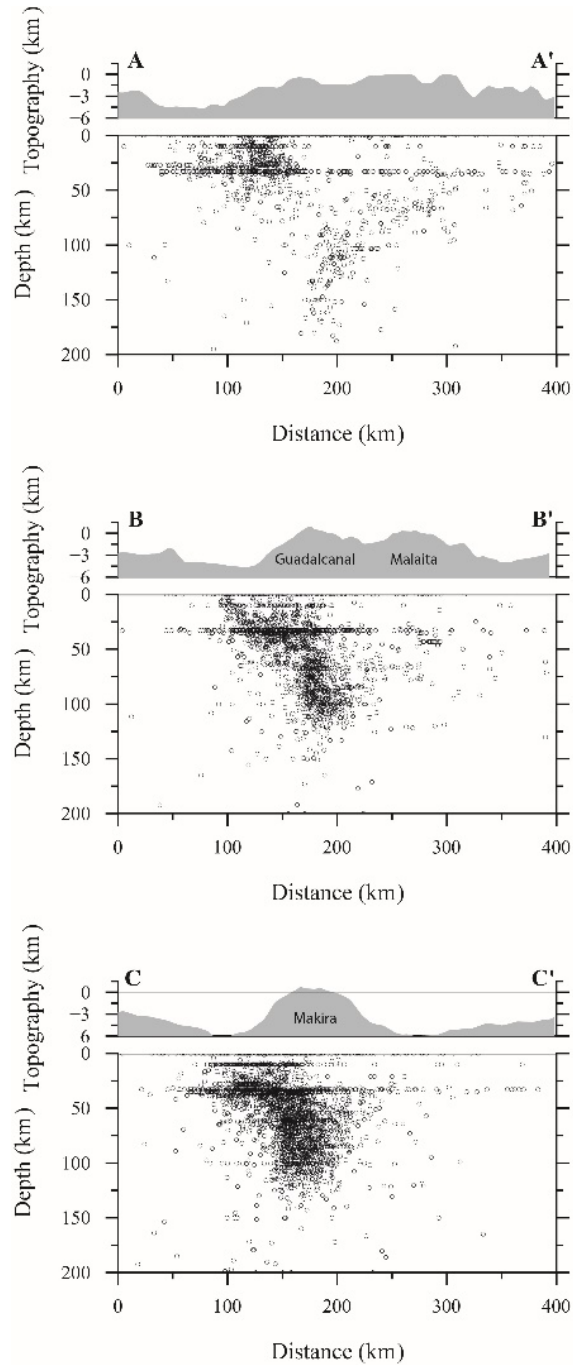 A A'
Topography (km)
0
−3
−6
Depth (km)
0
50
100
150
200
0 100 200 300 400
Distance (km)
B B'
Topography (km)
0
−3
6
Guadalcanal Malaita
Depth (km)
0
50
100
150
200
0 100 200 300 400
Distance (km)
C C'
Topography (km)
0
−3
6
Makira
Depth (km)
0
50
100
150
200
0 100 200 300 400
Distance (km)